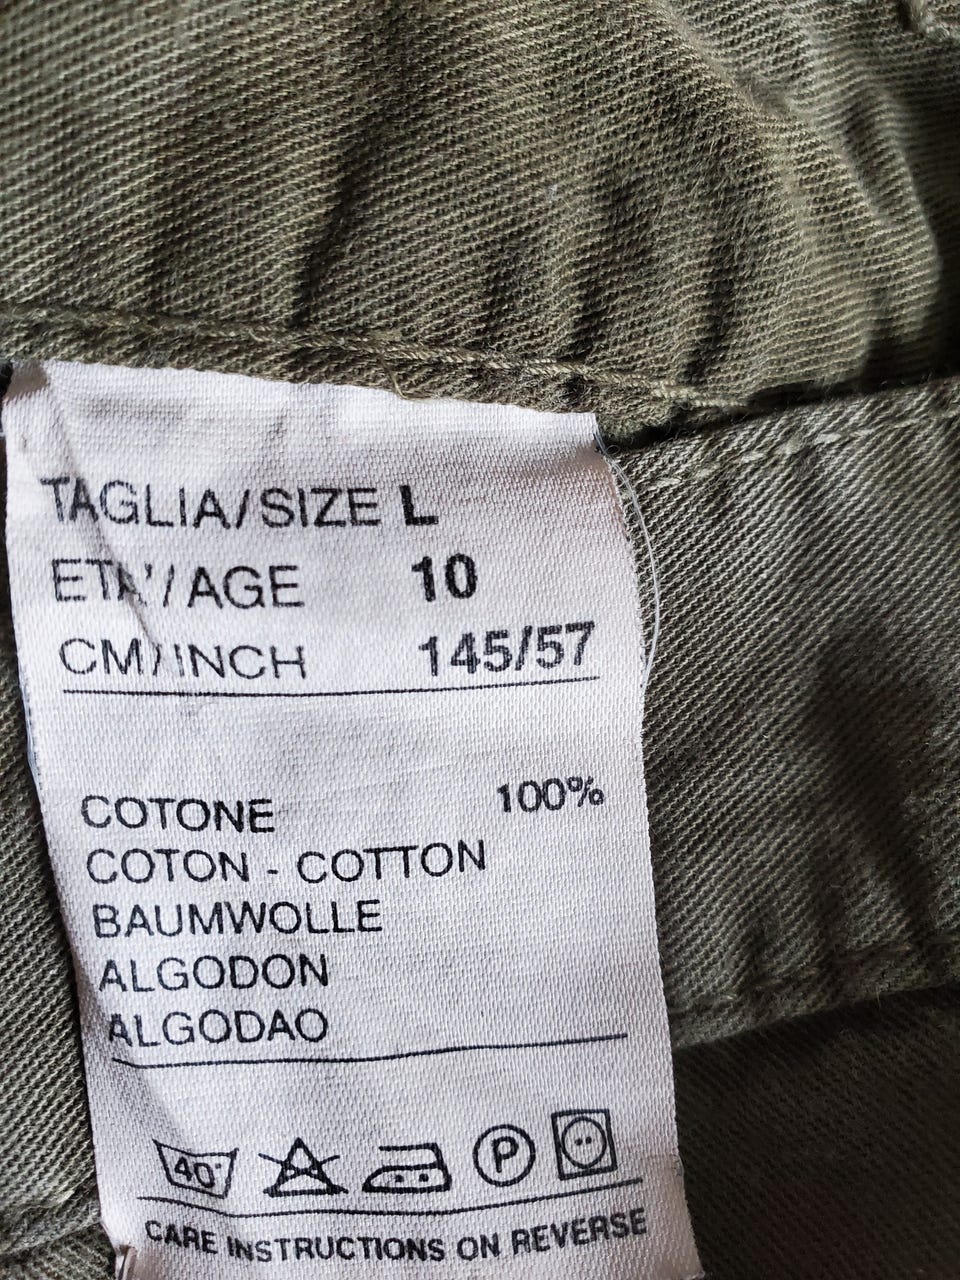 TAGLIA/SIZE L
ETA'/AGE 10
CM/INCH 145/57
COTONE 100%
COTON - COTTON
BAUMWOLLE
ALGODON
ALGODAO
40° P
CARE INSTRUCTIONS ON REVERSE